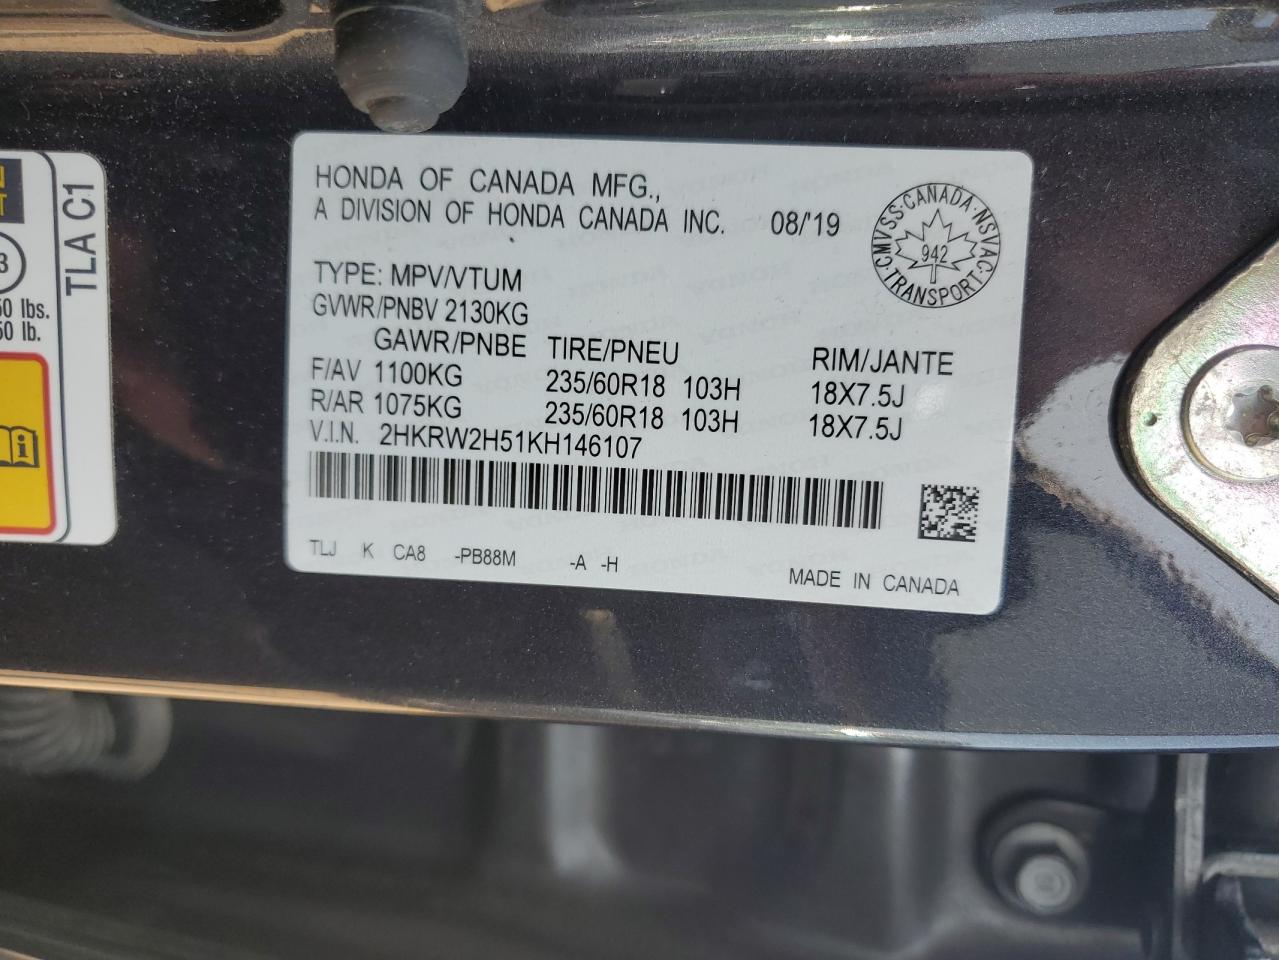 HONDA OF CANADA MFG.,
A DIVISION OF HONDA CANADA INC. 08/'19
CMVSS·CANADA·NSVAC·TRANSPORT·
942
TYPE: MPV/VTUM
GVWR/PNBV 2130KG
GAWR/PNBE TIRE/PNEU RIM/JANTE
F/AV 1100KG 235/60R18 103H 18X7.5J
R/AR 1075KG 235/60R18 103H 18X7.5J
V.I.N. 2HKRW2H51KH146107
TLJ K CA8 -PB88M -A -H
MADE IN CANADA
TLA C1
lbs.
lb.